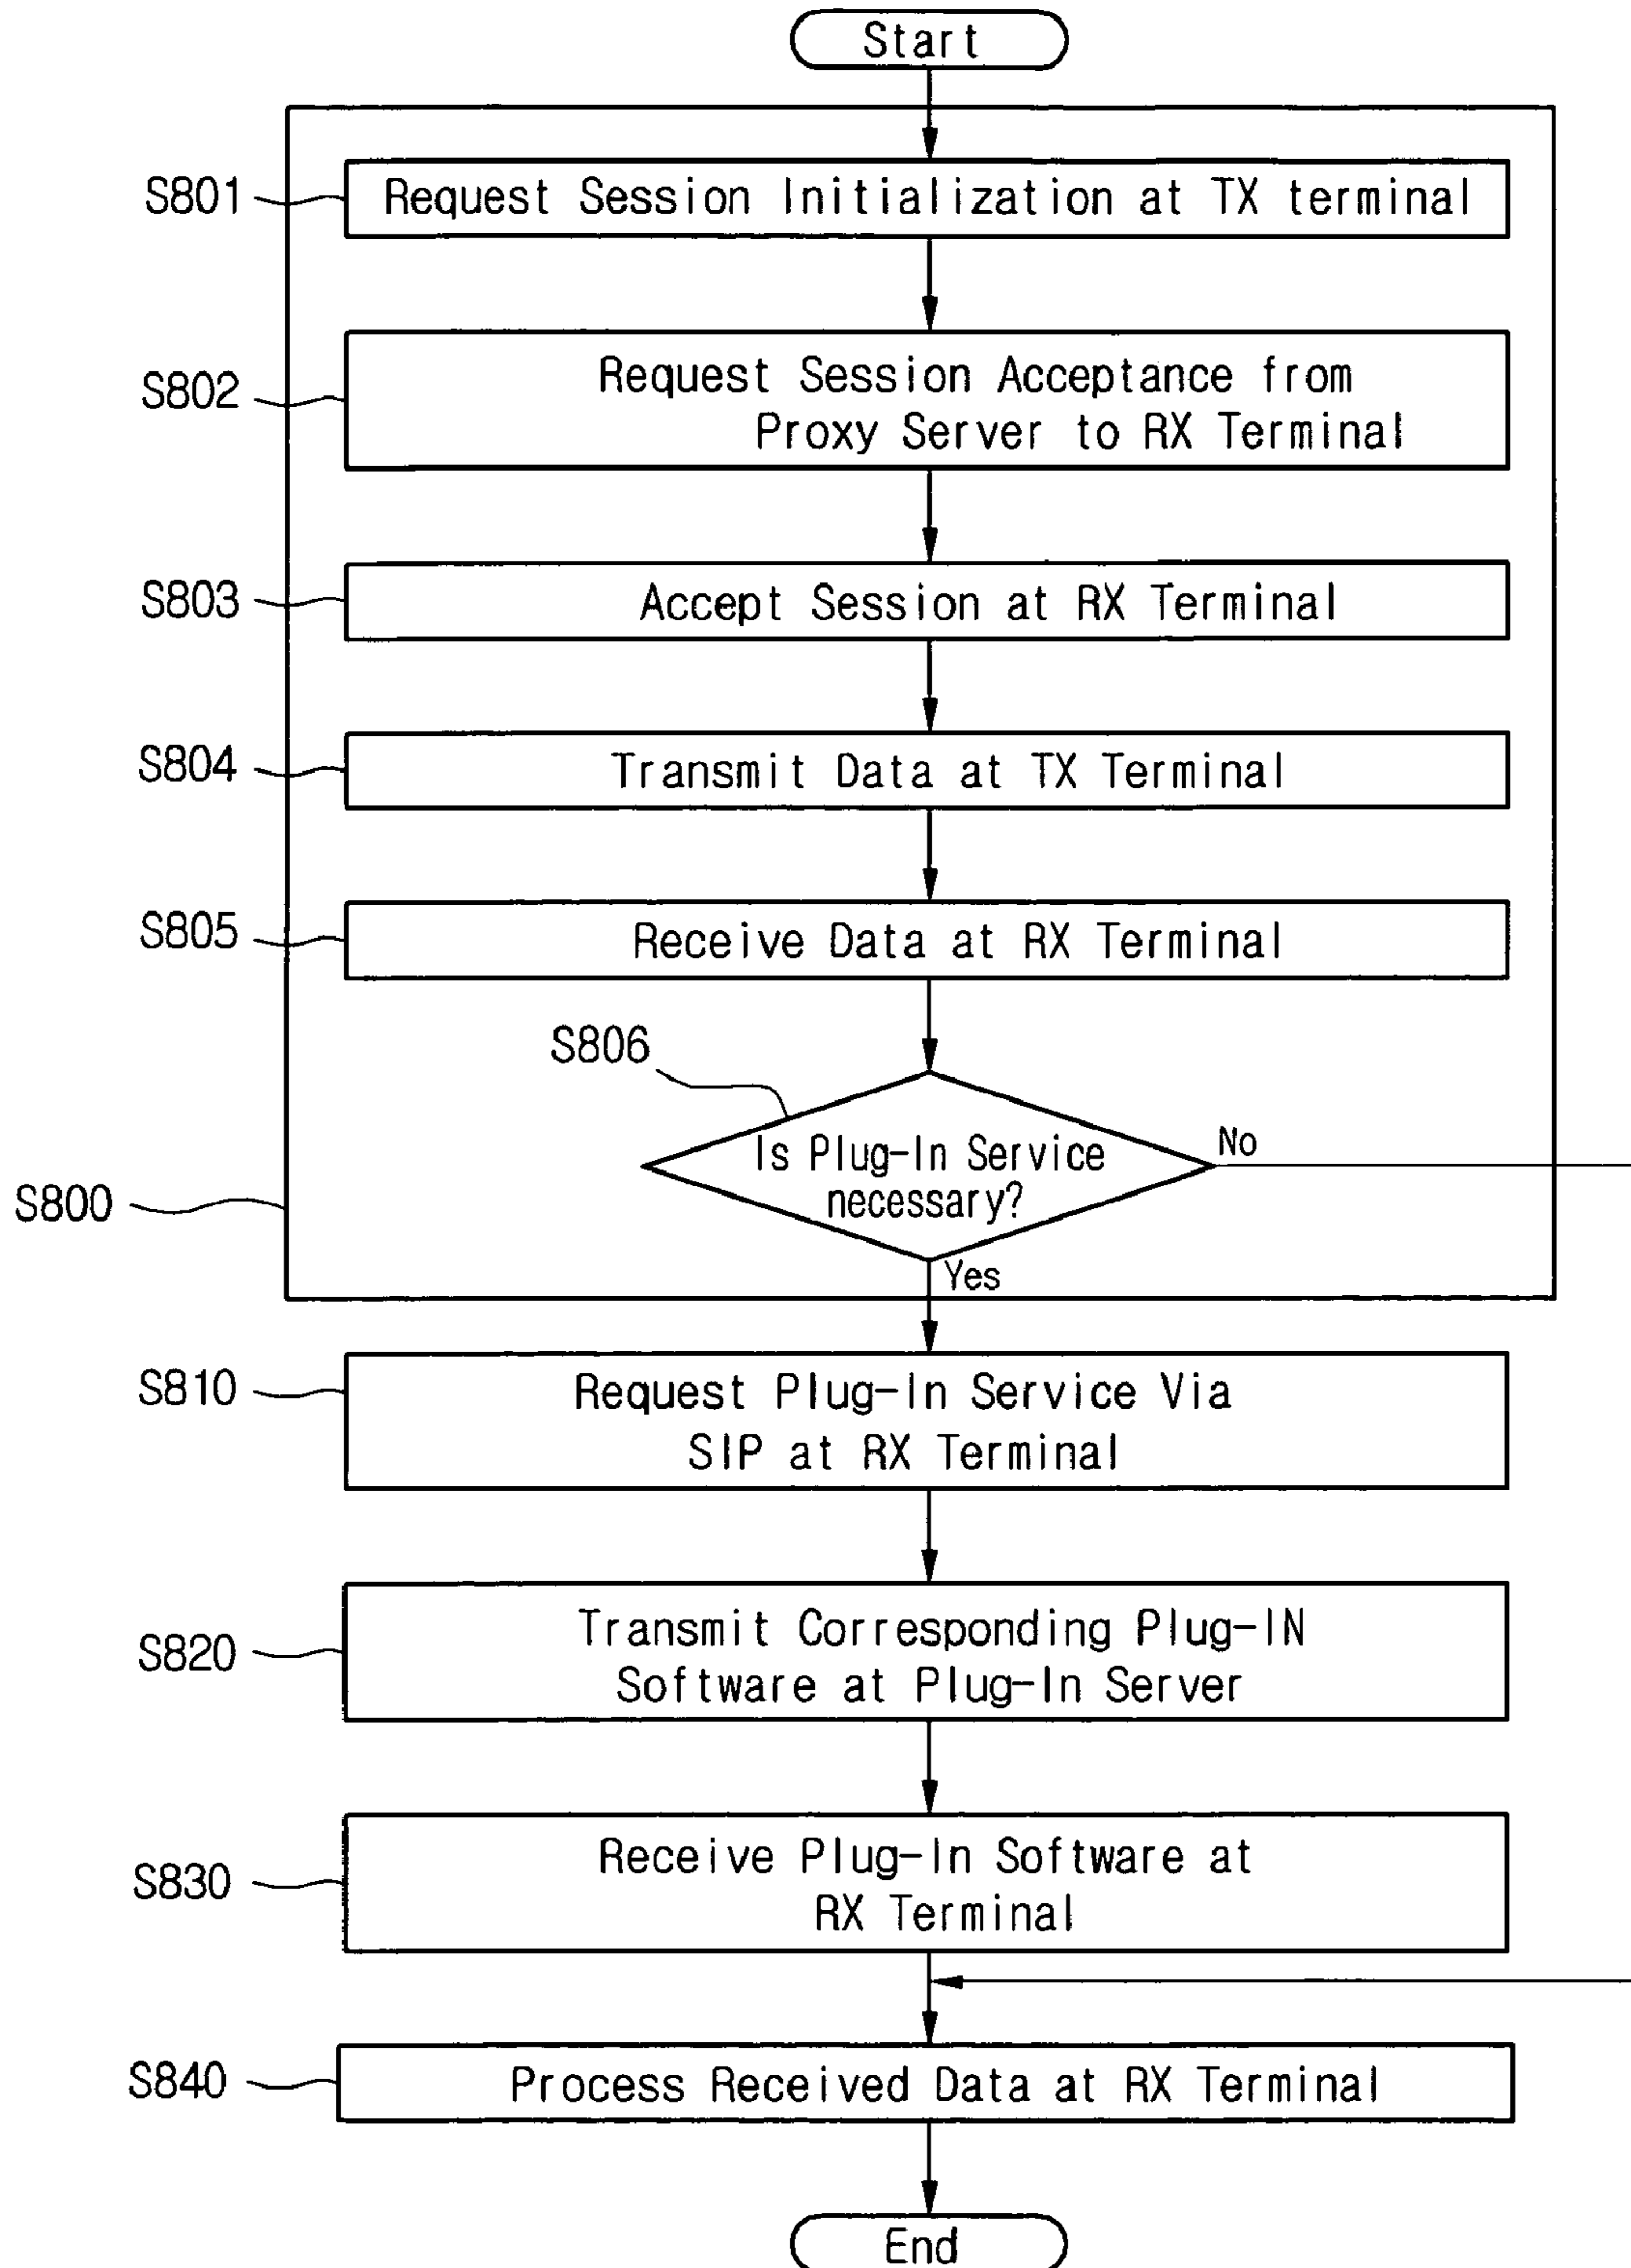 Start
S801
Request Session Initialization at TX terminal
S802
Request Session Acceptance from
Proxy Server to RX Terminal
S803
Accept Session at RX Terminal
S804
Transmit Data at TX Terminal
S805
Receive Data at RX Terminal
S806
Is Plug-In Service
necessary?
No
S800
Yes
S810
Request Plug-In Service Via
SIP at RX Terminal
S820
Transmit Corresponding Plug-IN
Software at Plug-In Server
S830
Receive Plug-In Software at
RX Terminal
S840
Process Received Data at RX Terminal
End